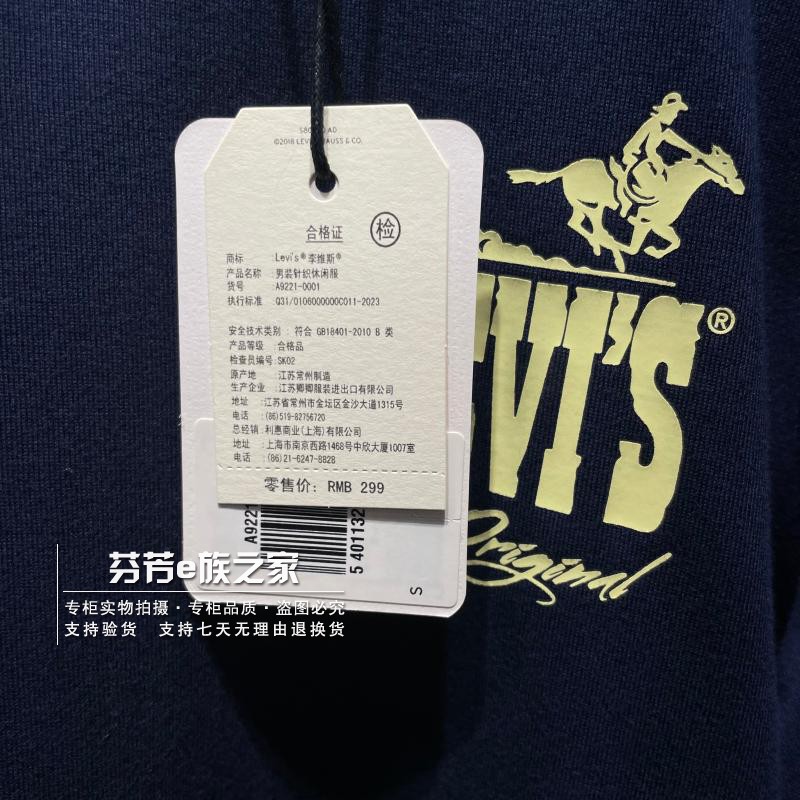 ©2018 LEVI STRAUSS & CO.
合格证
检
商标 Levi's®李维斯®
产品名称:男装针织休闲服
货号 A9221-0001
执行标准 Q31/0106000000C011-2023
安全技术类别:符合 GB18401-2010 B 类
产品等级:合格品
检查员编号:SK02
原产地:江苏常州制造
生产企业:江苏卿卿服装进出口有限公司
地址:江苏省常州市金坛区金沙大道1315号
电话:(86)519-82756720
总经销:利惠商业(上海)有限公司
地址:上海市南京西路1468号中欣大厦1007室
电话:(86)21-6247-8828
零售价: RMB 299
A9221
5 401132
S
VI'S®
Original
芬芳e族之家
专柜实物拍摄·专柜品质·盗图必究
支持验货 支持七天无理由退换货